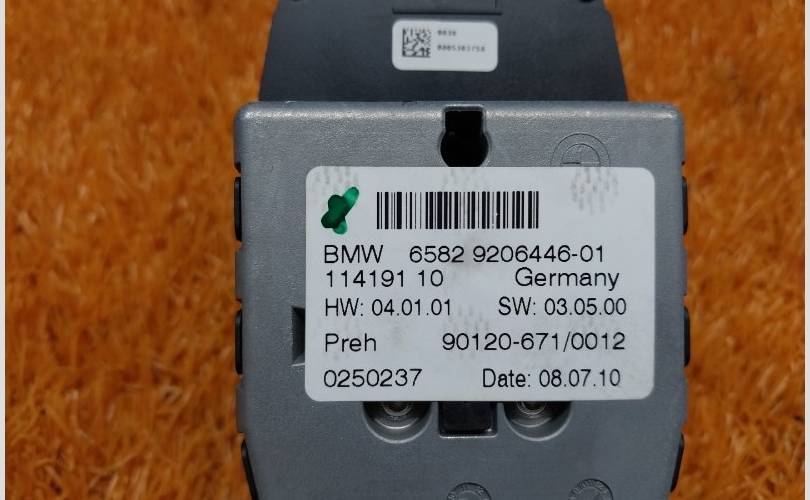 BMW 6582 9206446-01
114191 10 Germany
HW: 04.01.01 SW: 03.05.00
Preh 90120-671/0012
0250237 Date: 08.07.10